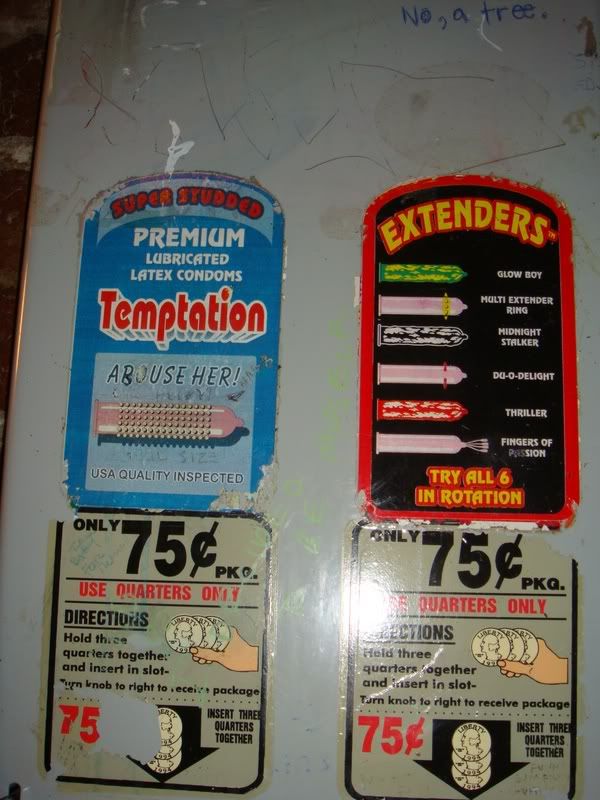 No, a tree.
SUPER STUDDED
PREMIUM
LUBRICATED
LATEX CONDOMS
Temptation
AROUSE HER!
USA QUALITY INSPECTED
ONLY 75¢ PKG.
USE QUARTERS ONLY
DIRECTIONS
Hold three
quarters together
and insert in slot-
Turn knob to right to receive package
75
INSERT THREE
QUARTERS
TOGETHER
LIBERTY
EXTENDERS™
GLOW BOY
MULTI EXTENDER
RING
MIDNIGHT
STALKER
DU-O-DELIGHT
THRILLER
FINGERS OF
PASSION
TRY ALL 6
IN ROTATION
ONLY 75¢ PKG.
USE QUARTERS ONLY
DIRECTIONS
Hold three
quarters together
and insert in slot-
Turn knob to right to receive package
75¢
INSERT THREE
QUARTERS
TOGETHER
LIBERTY